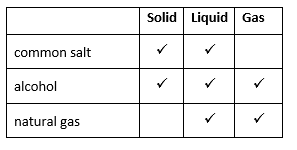 Solid Liquid Gas
common salt ✓ ✓
alcohol ✓ ✓ ✓
natural gas ✓ ✓